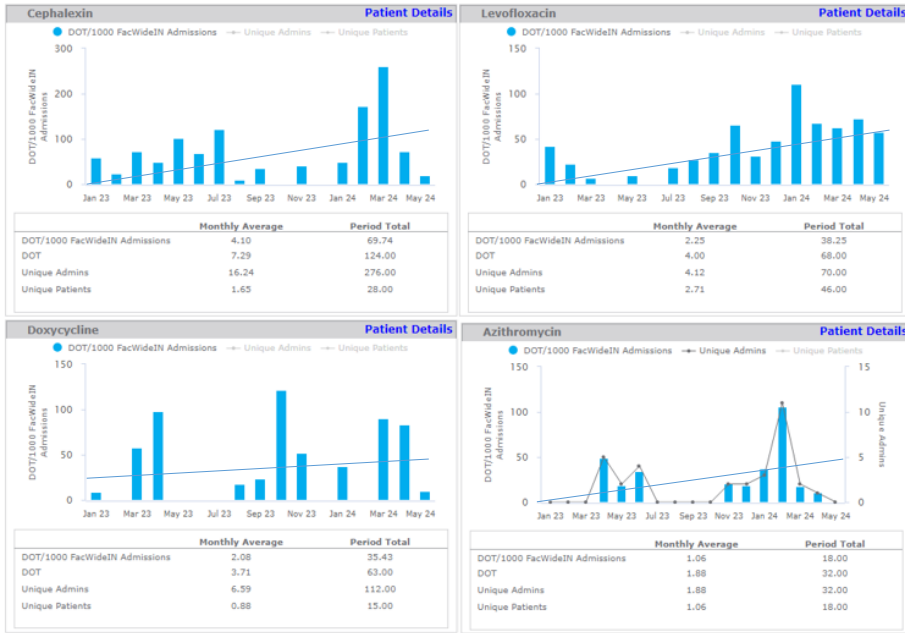 Cephalexin Patient Details
DOT/1000 FacWideIN Admissions Unique Admins Unique Patients
300
200
100
0
DOT/1000 FacWideIN
Admissions
Jan 23 Mar 23 May 23 Jul 23 Sep 23 Nov 23 Jan 24 Mar 24 May 24
Monthly Average Period Total
DOT/1000 FacWideIN Admissions 4.10 69.74
DOT 7.29 124.00
Unique Admins 16.24 276.00
Unique Patients 1.65 28.00
Levofloxacin Patient Details
DOT/1000 FacWideIN Admissions Unique Admins Unique Patients
150
100
50
0
DOT/1000 FacWideIN
Admissions
Jan 23 Mar 23 May 23 Jul 23 Sep 23 Nov 23 Jan 24 Mar 24 May 24
Monthly Average Period Total
DOT/1000 FacWideIN Admissions 2.25 38.25
DOT 4.00 68.00
Unique Admins 4.12 70.00
Unique Patients 2.71 46.00
Doxycycline Patient Details
DOT/1000 FacWideIN Admissions Unique Admins Unique Patients
150
100
50
0
DOT/1000 FacWideIN
Admissions
Jan 23 Mar 23 May 23 Jul 23 Sep 23 Nov 23 Jan 24 Mar 24 May 24
Monthly Average Period Total
DOT/1000 FacWideIN Admissions 2.08 35.43
DOT 3.71 63.00
Unique Admins 6.59 112.00
Unique Patients 0.88 15.00
Azithromycin Patient Details
DOT/1000 FacWideIN Admissions Unique Admins Unique Patients
150 15
100 10
50 5
0 0
DOT/1000 FacWideIN
Admissions
Unique Admins
Jan 23 Mar 23 May 23 Jul 23 Sep 23 Nov 23 Jan 24 Mar 24 May 24
Monthly Average Period Total
DOT/1000 FacWideIN Admissions 1.06 18.00
DOT 1.88 32.00
Unique Admins 1.88 32.00
Unique Patients 1.06 18.00